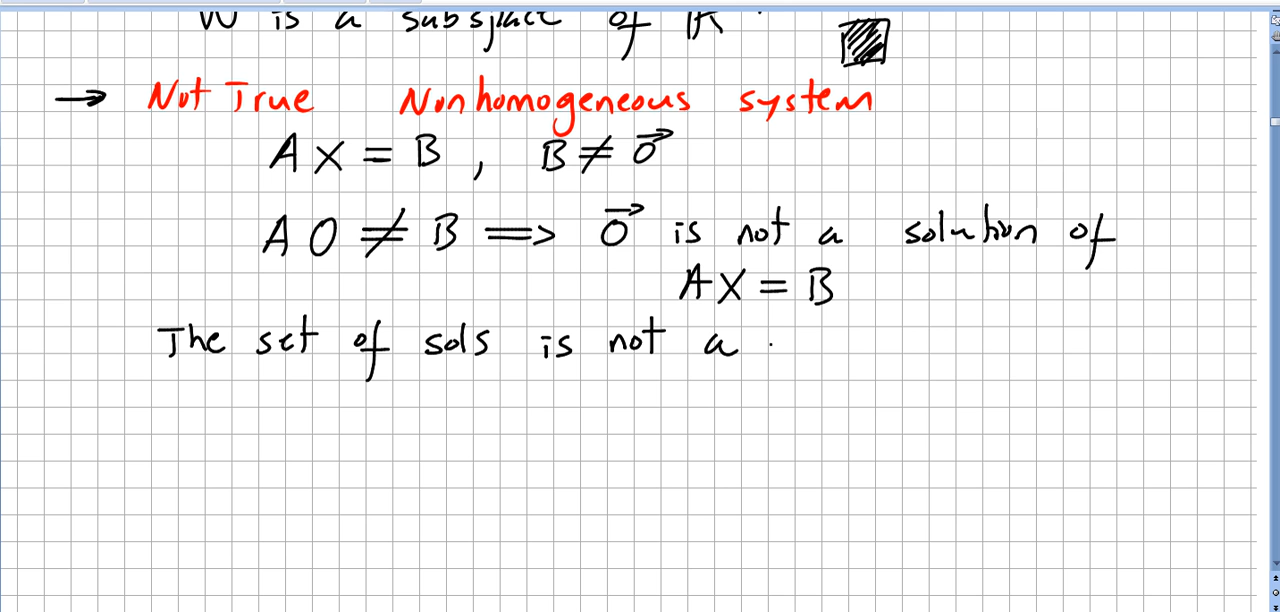 W is a subspace of ℝ
→ Not True Nonhomogeneous system
AX = B , B ≠ 0⃗
A0 ≠ B ⟹ 0⃗ is not a solution of
AX = B
The set of sols is not a .